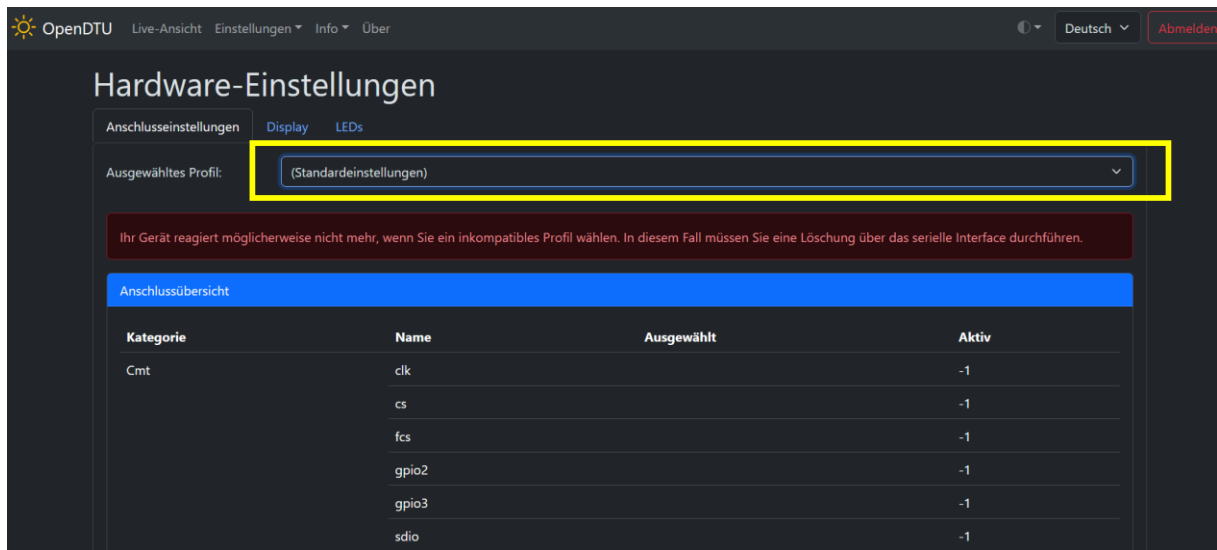 OpenDTU Live-Ansicht Einstellungen Info Über Deutsch Abmelden
Hardware-Einstellungen
Anschlusseinstellungen Display LEDs
Ausgewähltes Profil: (Standardeinstellungen)
Ihr Gerät reagiert möglicherweise nicht mehr, wenn Sie ein inkompatibles Profil wählen. In diesem Fall müssen Sie eine Löschung über das serielle Interface durchführen.
Anschlussübersicht
Kategorie Name Ausgewählt Aktiv
Cmt clk -1
cs -1
fcs -1
gpio2 -1
gpio3 -1
sdio -1